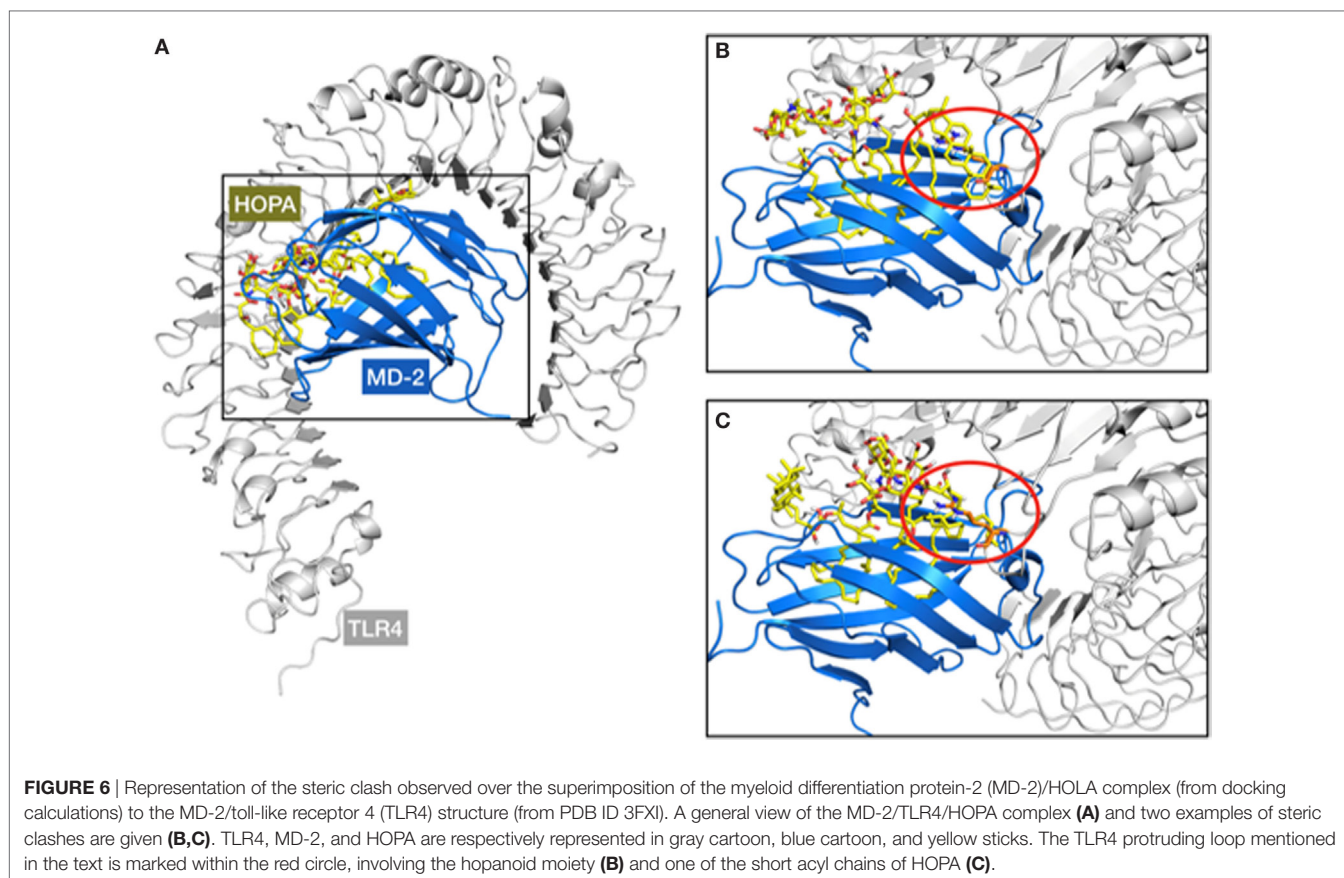 A
HOPA
MD-2
TLR4
B
C
FIGURE 6 | Representation of the steric clash observed over the superimposition of the myeloid differentiation protein-2 (MD-2)/HOLA complex (from docking
calculations) to the MD-2/toll-like receptor 4 (TLR4) structure (from PDB ID 3FXI). A general view of the MD-2/TLR4/HOPA complex (A) and two examples of steric
clashes are given (B,C). TLR4, MD-2, and HOPA are respectively represented in gray cartoon, blue cartoon, and yellow sticks. The TLR4 protruding loop mentioned
in the text is marked within the red circle, involving the hopanoid moiety (B) and one of the short acyl chains of HOPA (C).